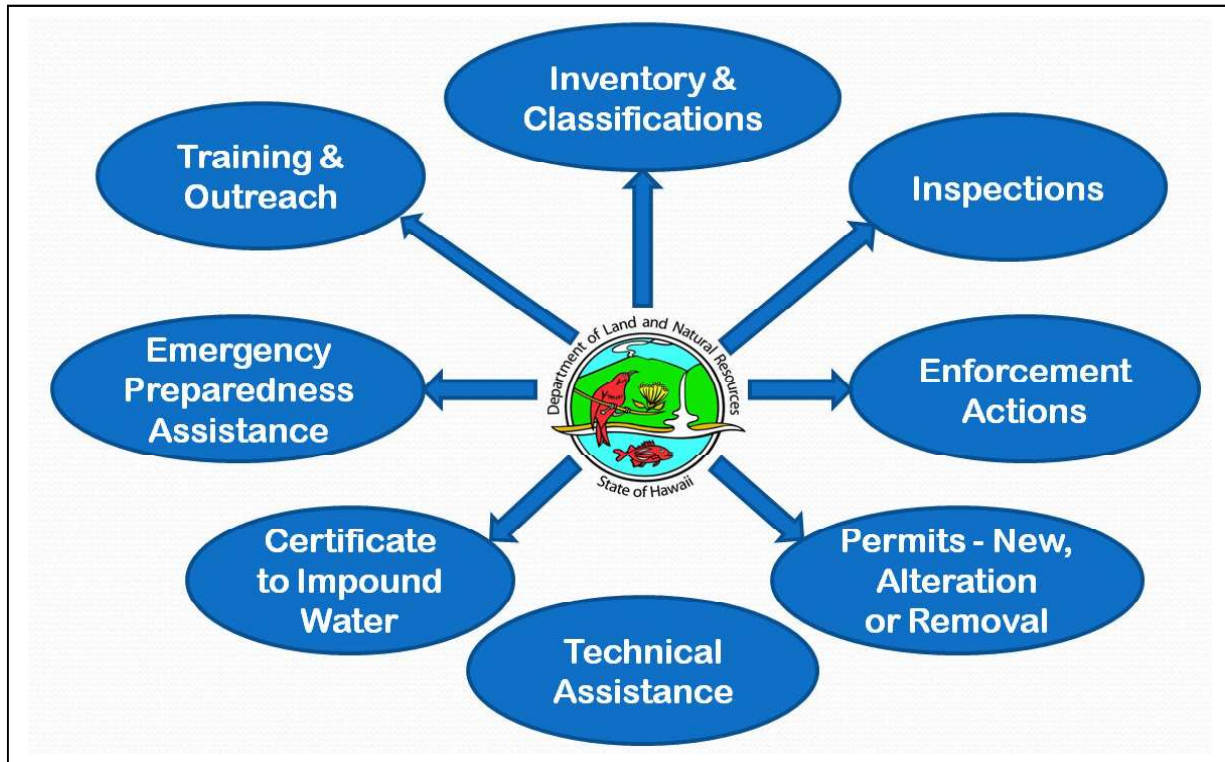 Inventory &
Classifications
Training &
Outreach
Inspections
Department of Land and Natural Resources
State of Hawaii
Emergency
Preparedness
Assistance
Enforcement
Actions
Certificate
to Impound
Water
Permits - New,
Alteration
or Removal
Technical
Assistance